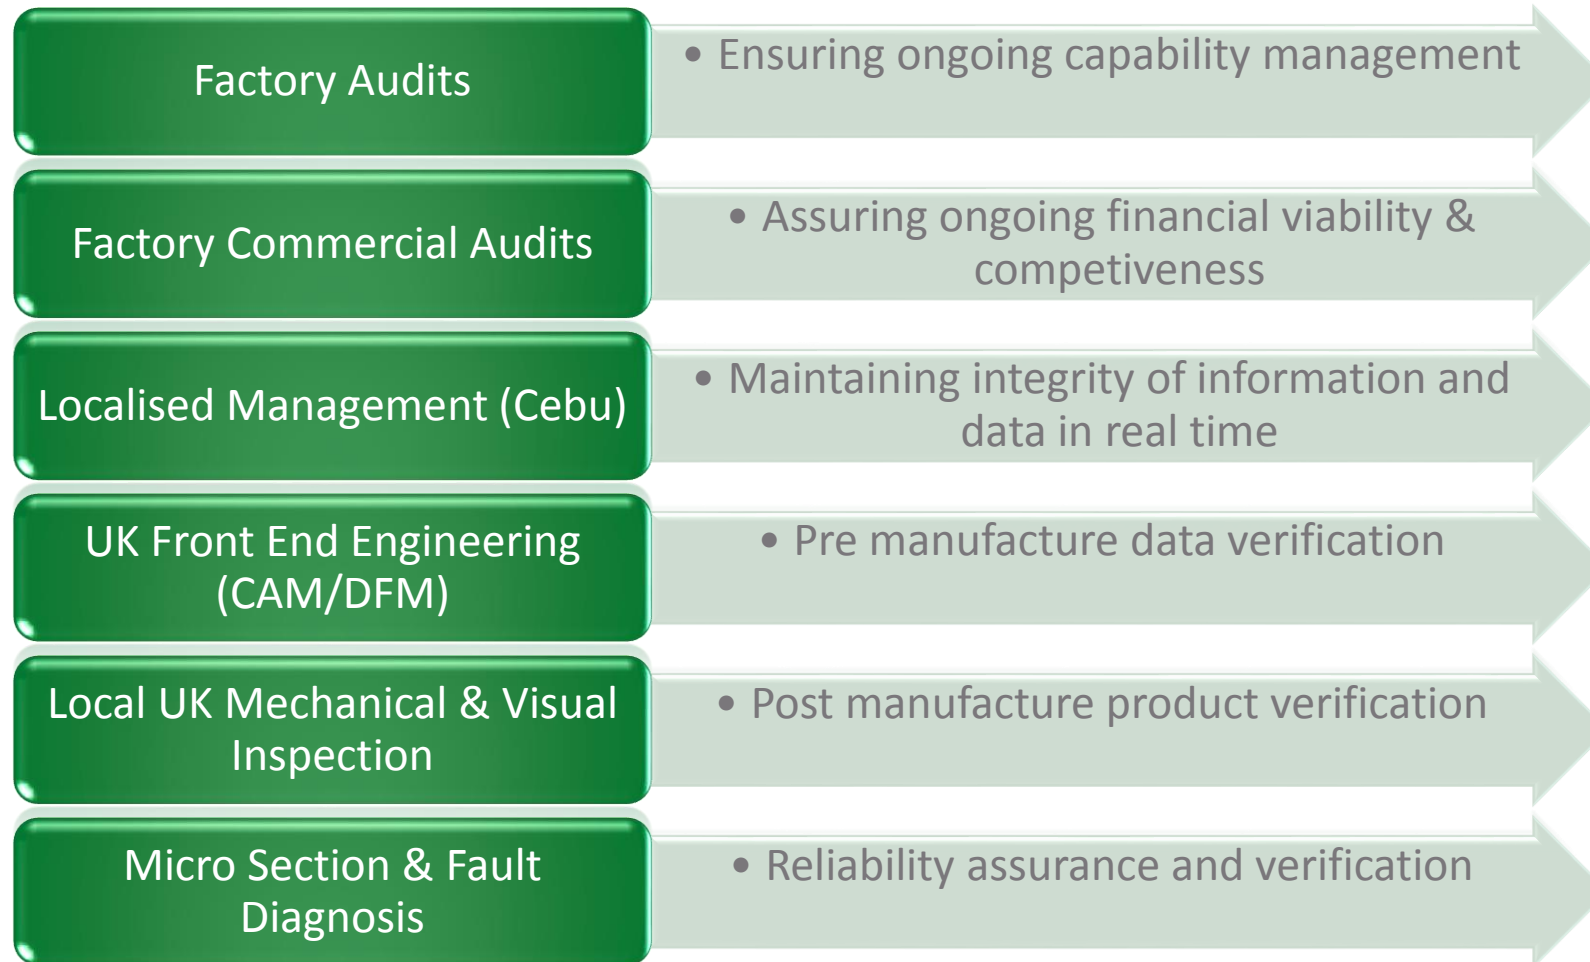 Factory Audits
• Ensuring ongoing capability management
Factory Commercial Audits
• Assuring ongoing financial viability &
competiveness
Localised Management (Cebu)
• Maintaining integrity of information and
data in real time
UK Front End Engineering
(CAM/DFM)
• Pre manufacture data verification
Local UK Mechanical & Visual
Inspection
• Post manufacture product verification
Micro Section & Fault
Diagnosis
• Reliability assurance and verification